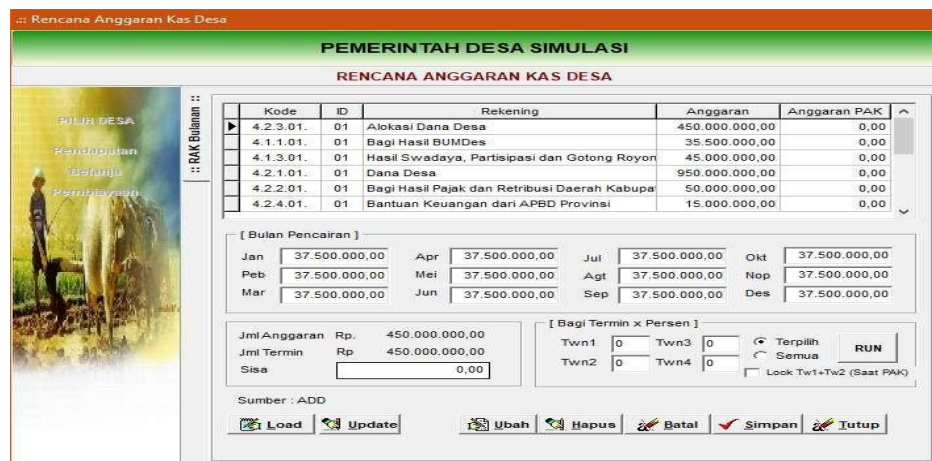 .:: Rencana Anggaran Kas Desa
PEMERINTAH DESA SIMULASI
RENCANA ANGGARAN KAS DESA
PILIH DESA
Pendapatan
Belanja
Pembiayaan
:: RAK Bulanan ::
Kode ID Rekening Anggaran Anggaran PAK
4.2.3.01. 01 Alokasi Dana Desa 450.000.000,00 0,00
4.1.1.01. 01 Bagi Hasil BUMDes 35.500.000,00 0,00
4.1.3.01. 01 Hasil Swadaya, Partisipasi dan Gotong Royon 45.000.000,00 0,00
4.2.1.01. 01 Dana Desa 950.000.000,00 0,00
4.2.2.01. 01 Bagi Hasil Pajak dan Retribusi Daerah Kabupa 50.000.000,00 0,00
4.2.4.01. 01 Bantuan Keuangan dari APBD Provinsi 15.000.000,00 0,00
[ Bulan Pencairan ]
Jan 37.500.000,00 Apr 37.500.000,00 Jul 37.500.000,00 Okt 37.500.000,00
Peb 37.500.000,00 Mei 37.500.000,00 Agt 37.500.000,00 Nop 37.500.000,00
Mar 37.500.000,00 Jun 37.500.000,00 Sep 37.500.000,00 Des 37.500.000,00
Jml Anggaran Rp. 450.000.000,00
Jml Termin Rp 450.000.000,00
Sisa 0,00
[ Bagi Termin x Persen ]
Twn1 0 Twn3 0 Terpilih
Twn2 0 Twn4 0 Semua
RUN
Look Tw1+Tw2 (Saat PAK)
Sumber : ADD
Load Update Ubah Hapus Batal Simpan Tutup